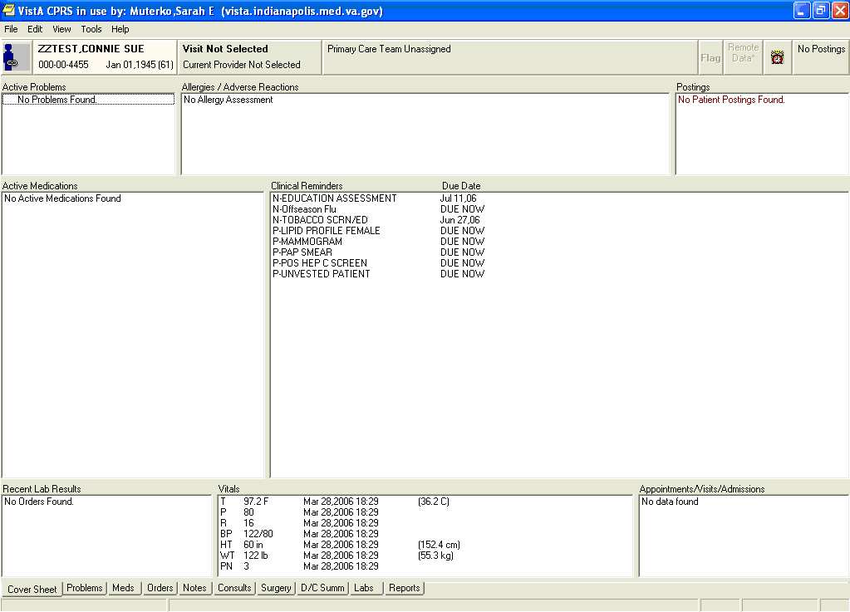 VistA CPRS in use by: Muterko,Sarah E (vista.indianapolis.med.va.gov)
File Edit View Tools Help
ZZTEST,CONNIE SUE Visit Not Selected Primary Care Team Unassigned Flag Remote Data* No Postings
000-00-4455 Jan 01,1945 (61) Current Provider Not Selected
Active Problems Allergies / Adverse Reactions Postings
No Problems Found. No Allergy Assessment No Patient Postings Found.
Active Medications Clinical Reminders Due Date
No Active Medications Found N-EDUCATION ASSESSMENT Jul 11,06
N-Offseason Flu DUE NOW
N-TOBACCO SCRN/ED Jun 27,06
P-LIPID PROFILE FEMALE DUE NOW
P-MAMMOGRAM DUE NOW
P-PAP SMEAR DUE NOW
P-POS HEP C SCREEN DUE NOW
P-UNVESTED PATIENT DUE NOW
Recent Lab Results Vitals Appointments/Visits/Admissions
No Orders Found. T 97.2 F Mar 28,2006 18:29 (36.2 C) No data found
P 80 Mar 28,2006 18:29
R 16 Mar 28,2006 18:29
BP 122/80 Mar 28,2006 18:29
HT 60 in Mar 28,2006 18:29 (152.4 cm)
WT 122 lb Mar 28,2006 18:29 (55.3 kg)
PN 3 Mar 28,2006 18:29
Cover Sheet Problems Meds Orders Notes Consults Surgery D/C Summ Labs Reports